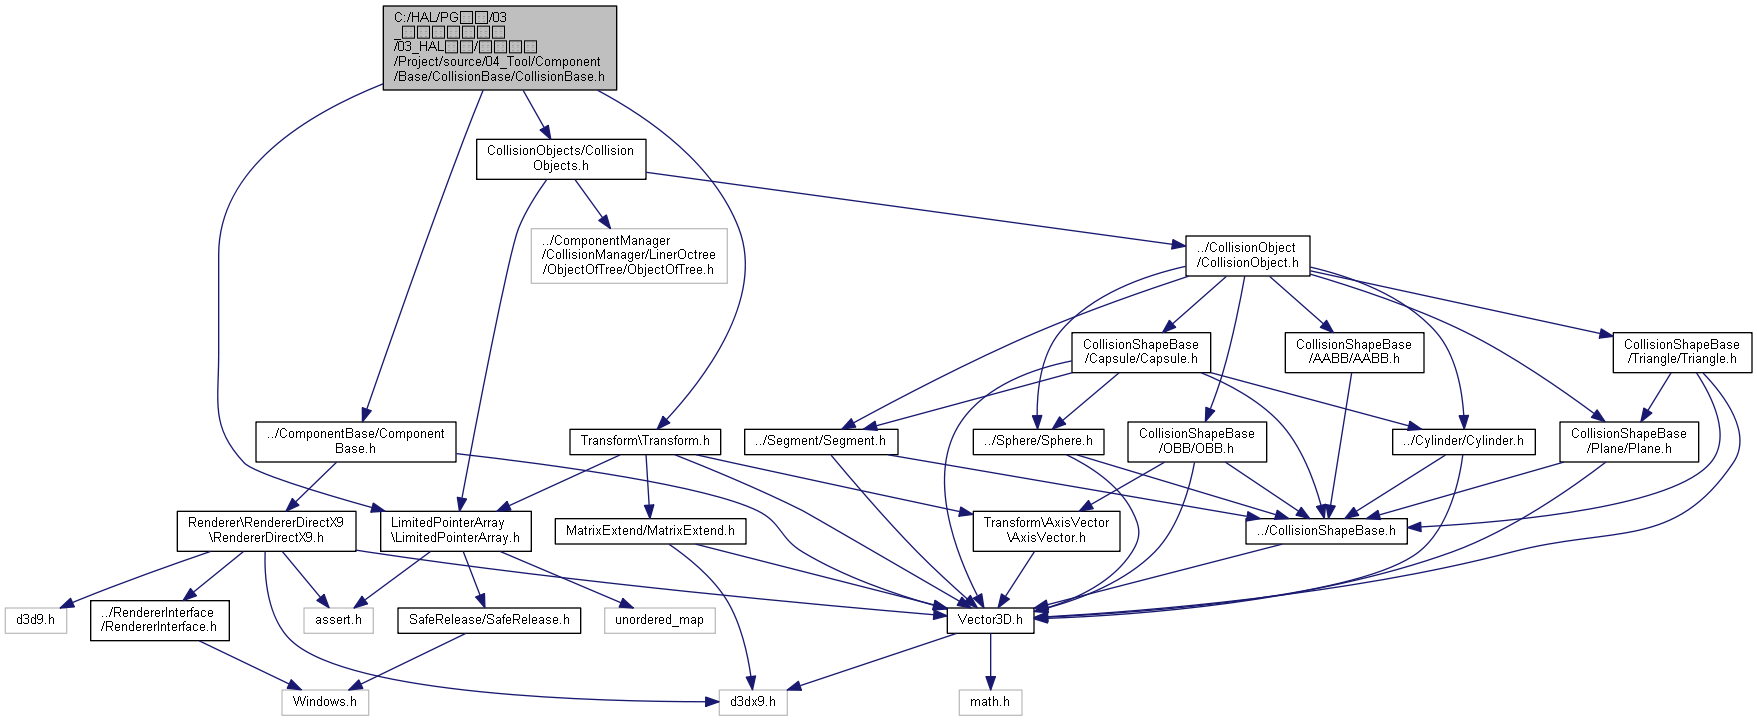 C:/HAL/PG/03
_
/03_HAL/
/Project/source/04_Tool/Component
/Base/CollisionBase/CollisionBase.h
CollisionObjects/Collision
Objects.h
../ComponentManager
/CollisionManager/LinerOctree
/ObjectOfTree/ObjectOfTree.h
../CollisionObject
/CollisionObject.h
CollisionShapeBase
/Capsule/Capsule.h
CollisionShapeBase
/AABB/AABB.h
CollisionShapeBase
/Triangle/Triangle.h
../ComponentBase/Component
Base.h
Transform\Transform.h
../Segment/Segment.h
../Sphere/Sphere.h
CollisionShapeBase
/OBB/OBB.h
../Cylinder/Cylinder.h
CollisionShapeBase
/Plane/Plane.h
Renderer\RendererDirectX9
\RendererDirectX9.h
LimitedPointerArray
\LimitedPointerArray.h
MatrixExtend/MatrixExtend.h
Transform\AxisVector
\AxisVector.h
../CollisionShapeBase.h
d3d9.h
../RendererInterface
/RendererInterface.h
assert.h
SafeRelease/SafeRelease.h
unordered_map
Vector3D.h
Windows.h
d3dx9.h
math.h